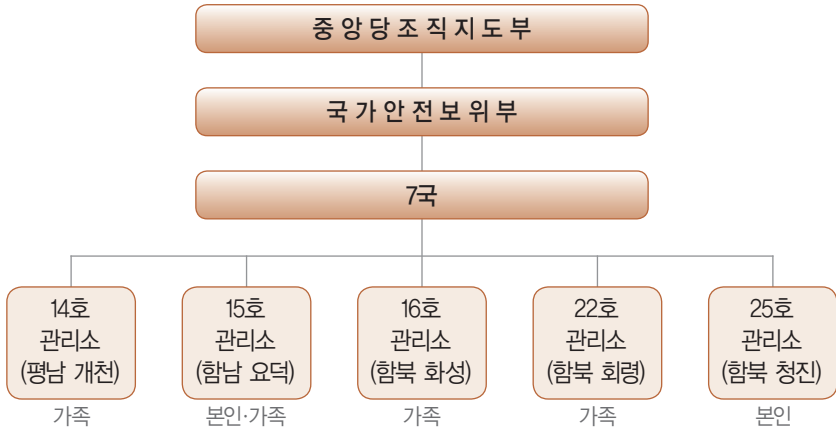 중앙당조직지도부
국가안전보위부
7국
14호
관리소
(평남 개천)
가족
15호
관리소
(함남 요덕)
본인·가족
16호
관리소
(함북 화성)
가족
22호
관리소
(함북 회령)
가족
25호
관리소
(함북 청진)
본인